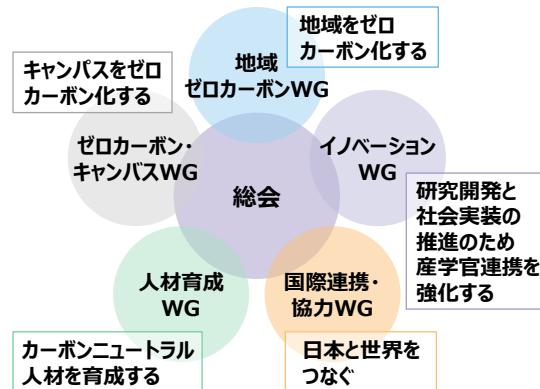 地域をゼロ
カーボン化する
地域
ゼロカーボンWG
キャンパスをゼロ
カーボン化する
ゼロカーボン・
キャンパスWG
イノベーション
WG
総会
研究開発と
社会実装の
推進のため
産学官連携を
強化する
人材育成
WG
国際連携・
協力WG
カーボンニュートラル
人材を育成する
日本と世界を
つなぐ